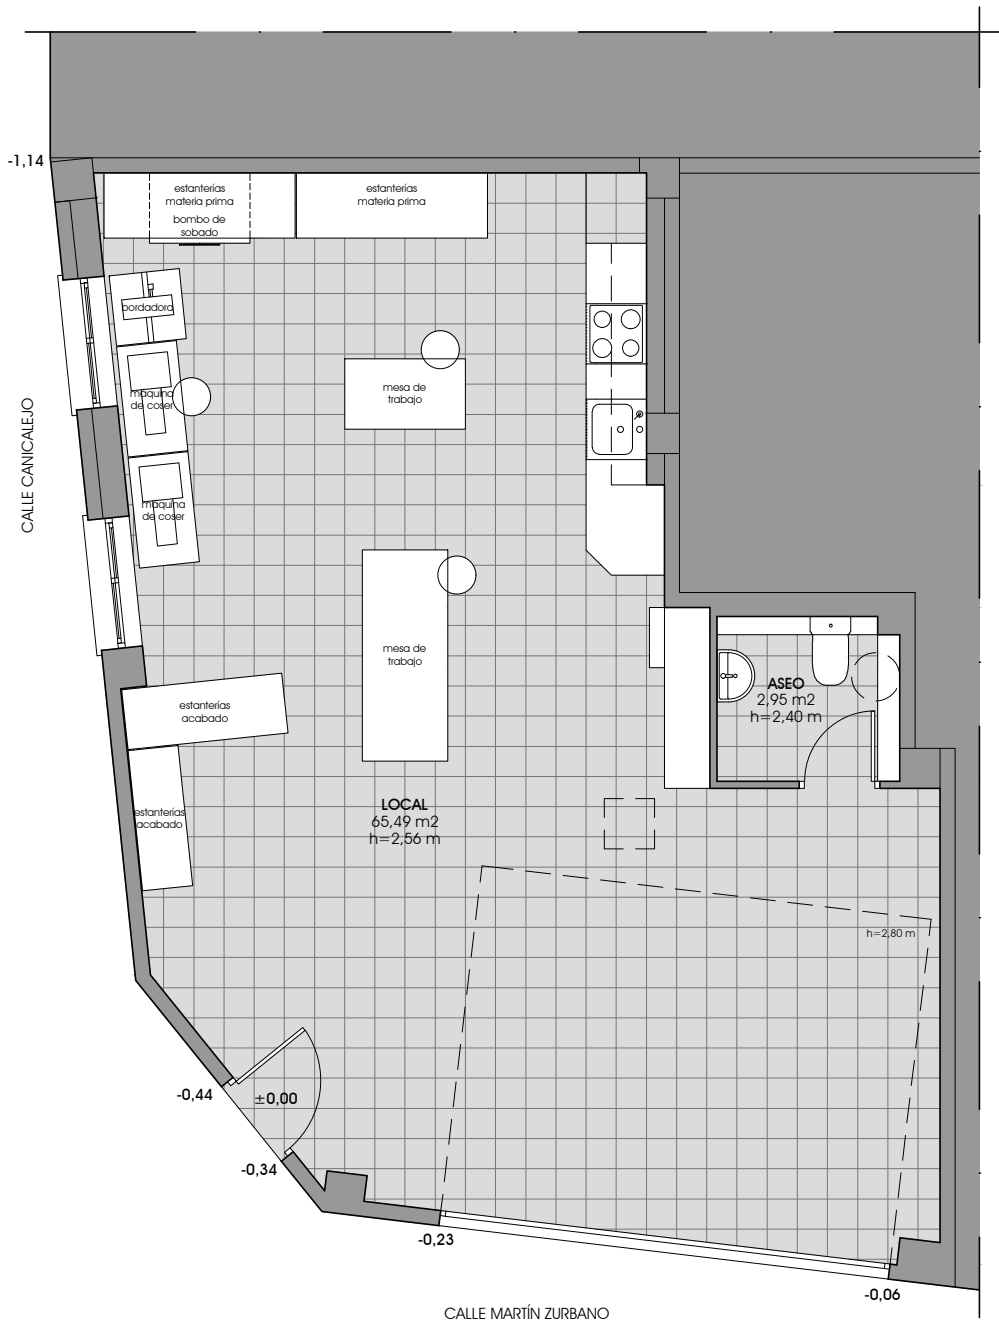 -1,14
estanterías
materia prima
bombo de
sobado
estanterías
materia prima
bordadora
maquina
de coser
mesa de
trabajo
CALLE CANICALEJO
maquina
de coser
mesa de
trabajo
ASEO
2,95 m2
h=2,40 m
estanterías
acabado
estanterías
acabado
LOCAL
65,49 m2
h=2,56 m
h=2,80 m
-0,44
±0,00
-0,34
-0,23
-0,06
CALLE MARTÍN ZURBANO